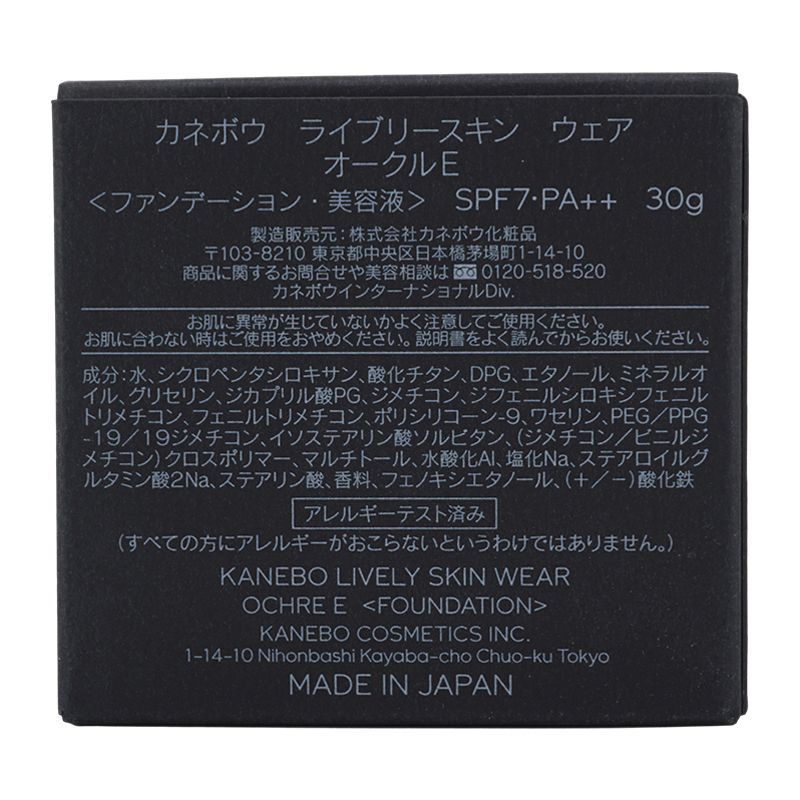 カネボウ　ライブリースキン　ウェア
オークルE
＜ファンデーション・美容液＞　SPF7・PA++　30g
製造販売元：株式会社カネボウ化粧品
〒103-8210 東京都中央区日本橋茅場町1-14-10
商品に関するお問合せや美容相談は 0120-518-520
カネボウインターナショナルDiv.
お肌に異常が生じていないかよく注意してご使用ください。
お肌に合わない時はご使用をおやめください。説明書をよく読んでからお使いください。
成分：水、シクロペンタシロキサン、酸化チタン、DPG、エタノール、ミネラルオ
イル、グリセリン、ジカプリル酸PG、ジメチコン、ジフェニルシロキシフェニル
トリメチコン、フェニルトリメチコン、ポリシリコーン-9、ワセリン、PEG／PPG
-19／19ジメチコン、イソステアリン酸ソルビタン、（ジメチコン／ビニルジ
メチコン）クロスポリマー、マルチトール、水酸化Al、塩化Na、ステアロイルグ
ルタミン酸2Na、ステアリン酸、香料、フェノキシエタノール、（＋／－）酸化鉄
アレルギーテスト済み
（すべての方にアレルギーがおこらないというわけではありません。）
KANEBO LIVELY SKIN WEAR
OCHRE E <FOUNDATION>
KANEBO COSMETICS INC.
1-14-10 Nihonbashi Kayaba-cho Chuo-ku Tokyo
MADE IN JAPAN